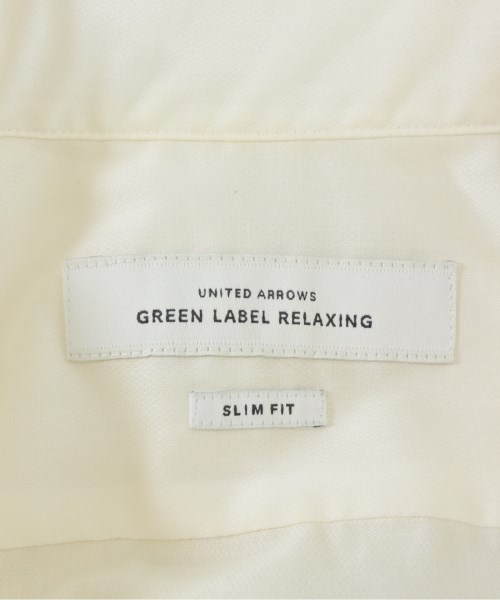 UNITED ARROWS
GREEN LABEL RELAXING
SLIM FIT